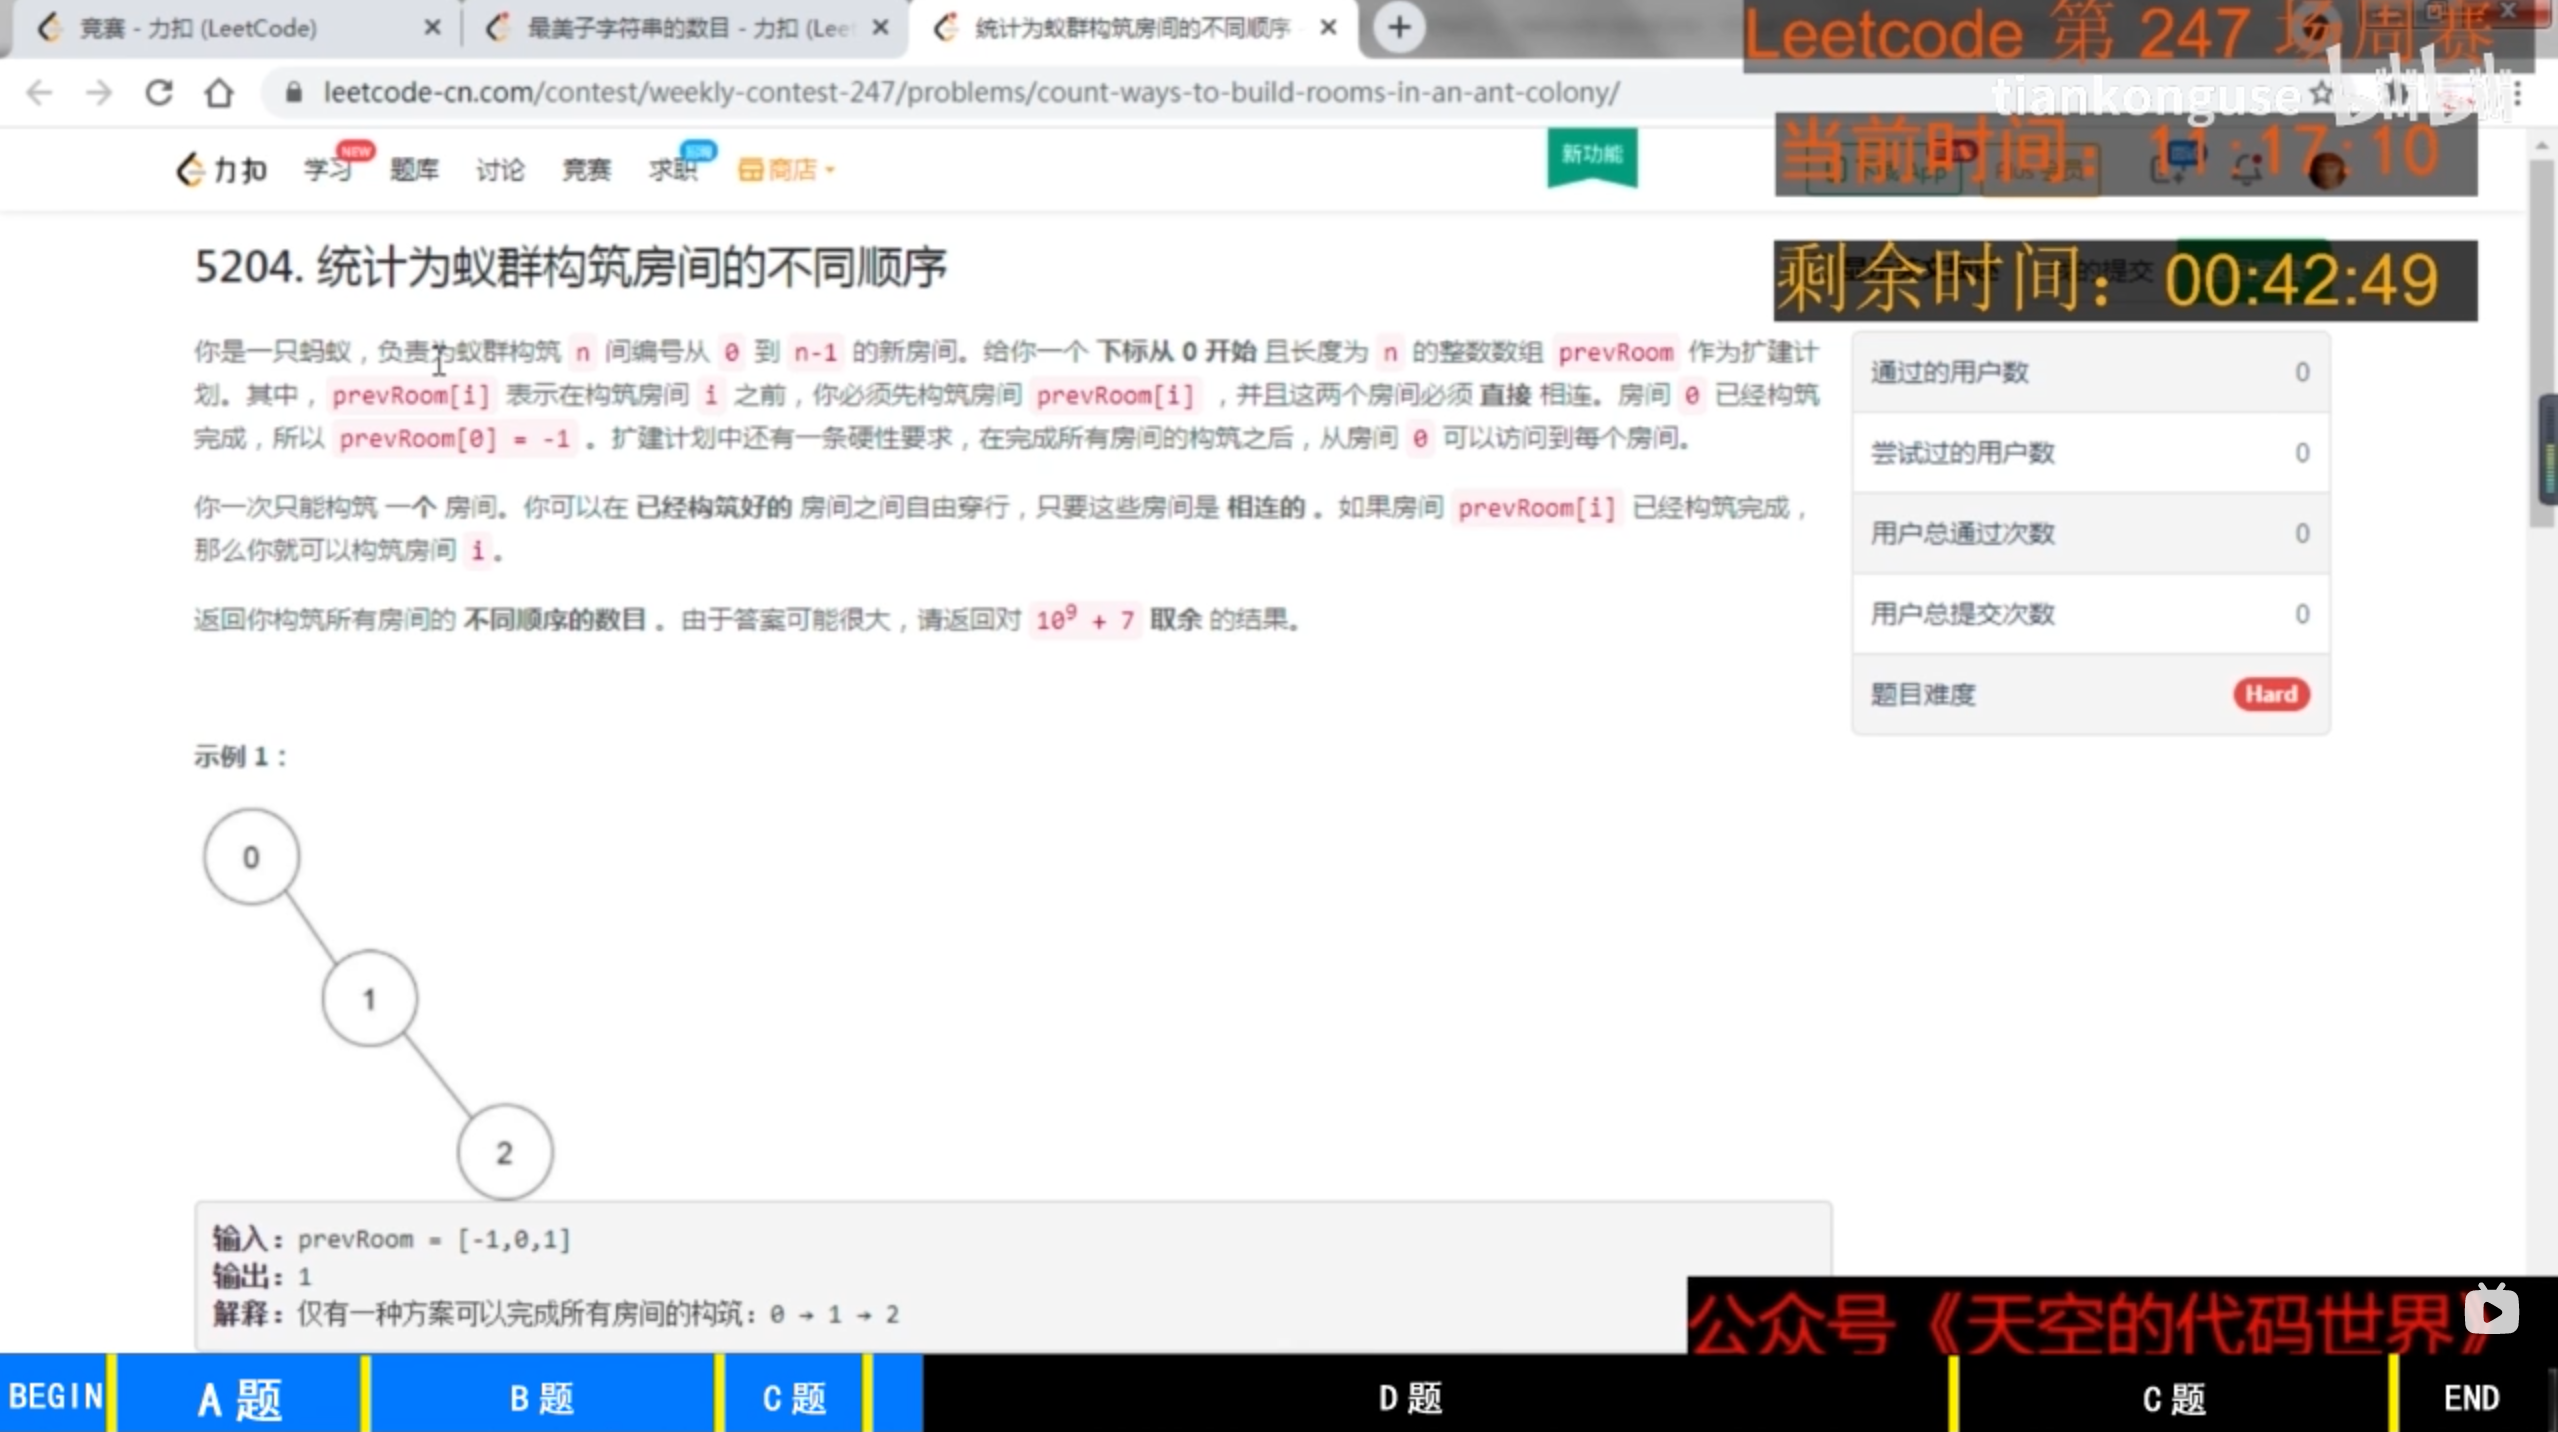 竞赛 - 力扣 (LeetCode)
最美子字符串的数目 - 力扣 (Lee
统计为蚁群构筑房间的不同顺序
Leetcode 第 247 场周赛
leetcode-cn.com/contest/weekly-contest-247/problems/count-ways-to-build-rooms-in-an-ant-colony/
tiankonguse
bilibili
力扣
学习
NEW
题库
讨论
竞赛
求职
商店
新功能
当前时间：11:17:10
5204. 统计为蚁群构筑房间的不同顺序
剩余时间：00:42:49
你是一只蚂蚁，负责为蚁群构筑 n 间编号从 0 到 n-1 的新房间。给你一个 下标从 0 开始 且长度为 n 的整数数组 prevRoom 作为扩建计
划。其中，prevRoom[i] 表示在构筑房间 i 之前，你必须先构筑房间 prevRoom[i] ，并且这两个房间必须 直接 相连。房间 0 已经构筑
完成，所以 prevRoom[0] = -1 。扩建计划中还有一条硬性要求，在完成所有房间的构筑之后，从房间 0 可以访问到每个房间。
你一次只能构筑 一个 房间。你可以在 已经构筑好的 房间之间自由穿行，只要这些房间是 相连的 。如果房间 prevRoom[i] 已经构筑完成，
那么你就可以构筑房间 i。
返回你构筑所有房间的 不同顺序的数目 。由于答案可能很大，请返回对 10⁹ + 7 取余 的结果。
通过的用户数 0
尝试过的用户数 0
用户总通过次数 0
用户总提交次数 0
题目难度 Hard
示例 1：
0
1
2
输入：prevRoom = [-1,0,1]
输出：1
解释：仅有一种方案可以完成所有房间的构筑：0 → 1 → 2
公众号《天空的代码世界》
BEGIN
A 题
B 题
C 题
D 题
C 题
END